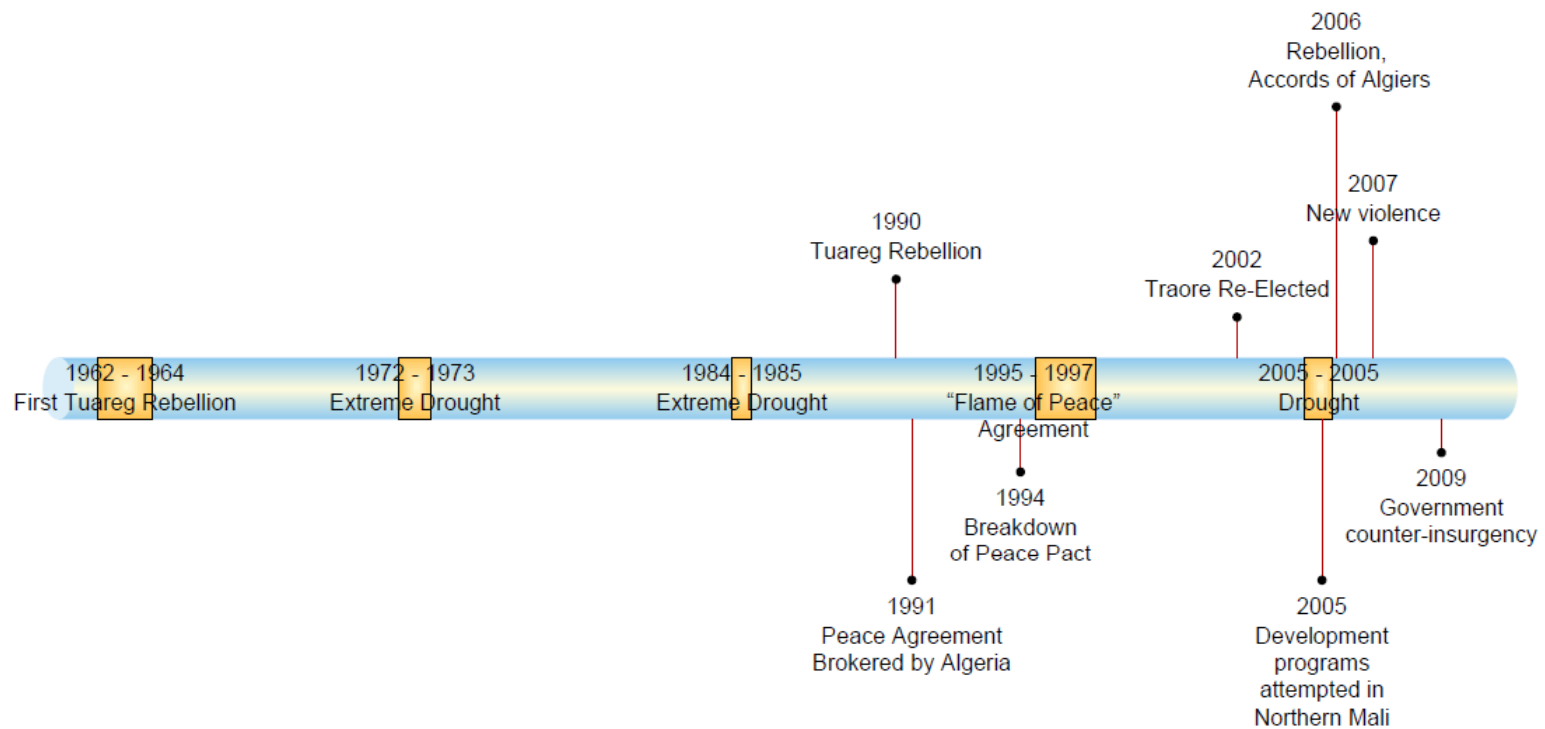 2006
Rebellion,
Accords of Algiers
2007
New violence
1990
Tuareg Rebellion
2002
Traore Re-Elected
1962 - 1964
First Tuareg Rebellion
1972 - 1973
Extreme Drought
1984 - 1985
Extreme Drought
1995 - 1997
“Flame of Peace”
Agreement
2005 - 2005
Drought
1994
Breakdown
of Peace Pact
2009
Government
counter-insurgency
1991
Peace Agreement
Brokered by Algeria
2005
Development
programs
attempted in
Northern Mali